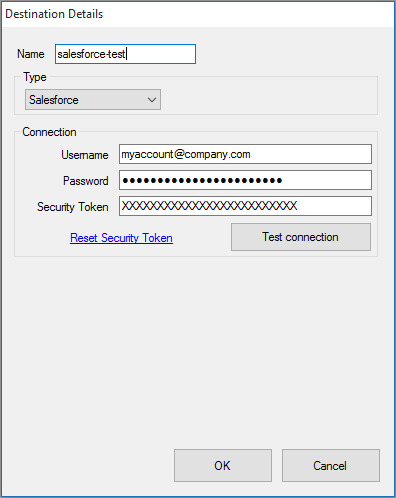 Destination Details
Name salesforce-test
Type
Salesforce
Connection
Username myaccount@company.com
Password ●●●●●●●●●●●●●●●●●●●●●●●
Security Token XXXXXXXXXXXXXXXXXXXXXXXXX
Reset Security Token Test connection
OK Cancel